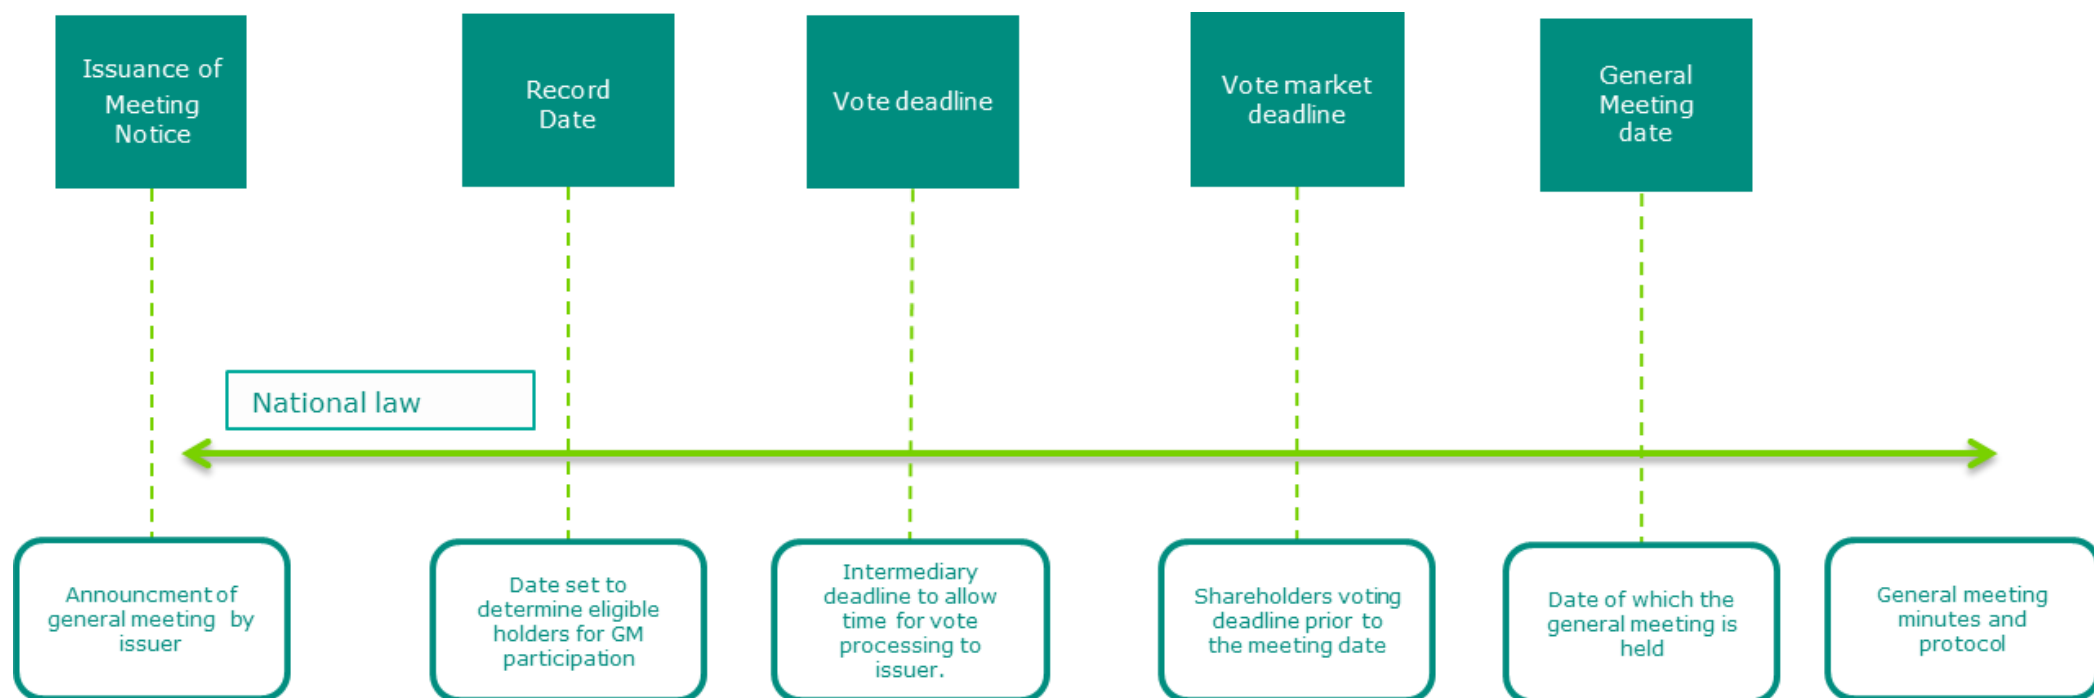 Issuance of
Meeting
Notice
Record
Date
Vote deadline
Vote market
deadline
General
Meeting
date
National law
Announcment of
general meeting by
issuer
Date set to
determine eligible
holders for GM
participation
Intermediary
deadline to allow
time for vote
processing to
issuer.
Shareholders voting
deadline prior to
the meeting date
Date of which the
general meeting is
held
General meeting
minutes and
protocol